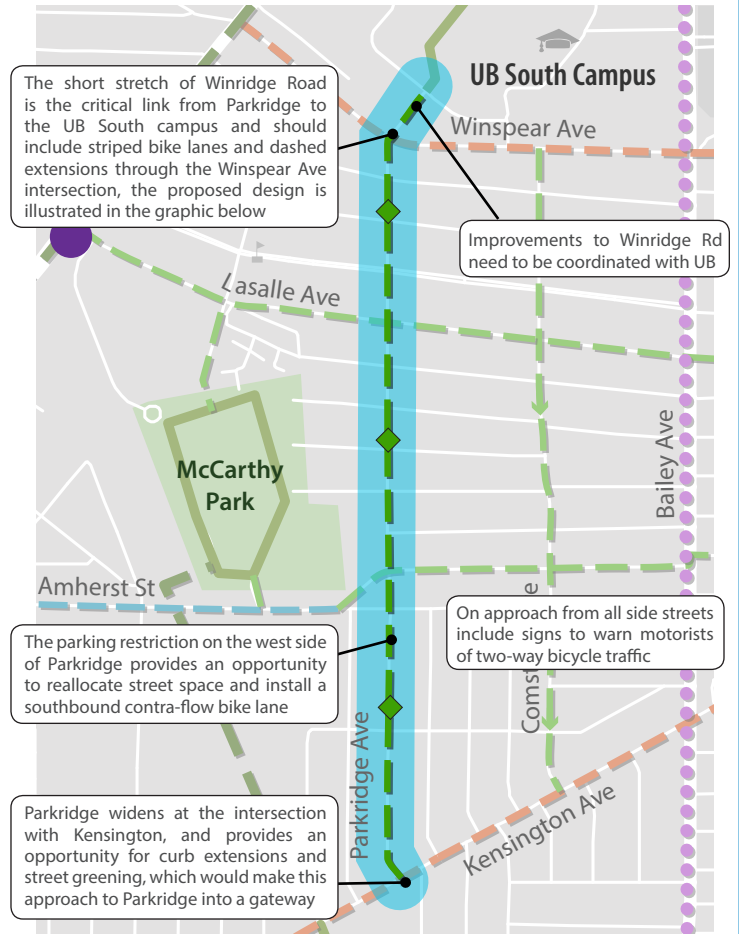 UB South Campus
The short stretch of Winridge Road
is the critical link from Parkridge to
the UB South campus and should
include striped bike lanes and dashed
extensions through the Winspear Ave
intersection, the proposed design is
illustrated in the graphic below
Winspear Ave
Improvements to Winridge Rd
need to be coordinated with UB
Lasalle Ave
Bailey Ave
McCarthy
Park
Amherst St
On approach from all side streets
include signs to warn motorists
of two-way bicycle traffic
The parking restriction on the west side
of Parkridge provides an opportunity
to reallocate street space and install a
southbound contra-flow bike lane
Parkridge Ave
Kensington Ave
Parkridge widens at the intersection
with Kensington, and provides an
opportunity for curb extensions and
street greening, which would make this
approach to Parkridge into a gateway